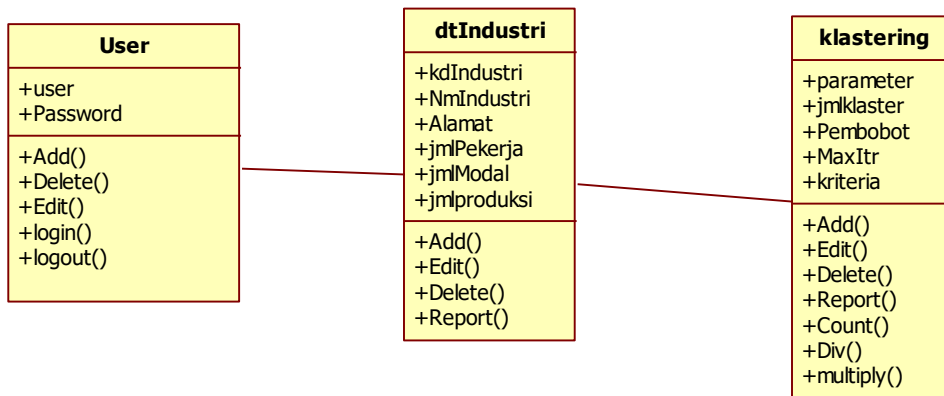 User
+user
+Password
+Add()
+Delete()
+Edit()
+login()
+logout()
dtIndustri
+kdIndustri
+NmIndustri
+Alamat
+jmlPekerja
+jmlModal
+jmlproduksi
+Add()
+Edit()
+Delete()
+Report()
klastering
+parameter
+jmlklaster
+Pembobot
+MaxItr
+kriteria
+Add()
+Edit()
+Delete()
+Report()
+Count()
+Div()
+multiply()